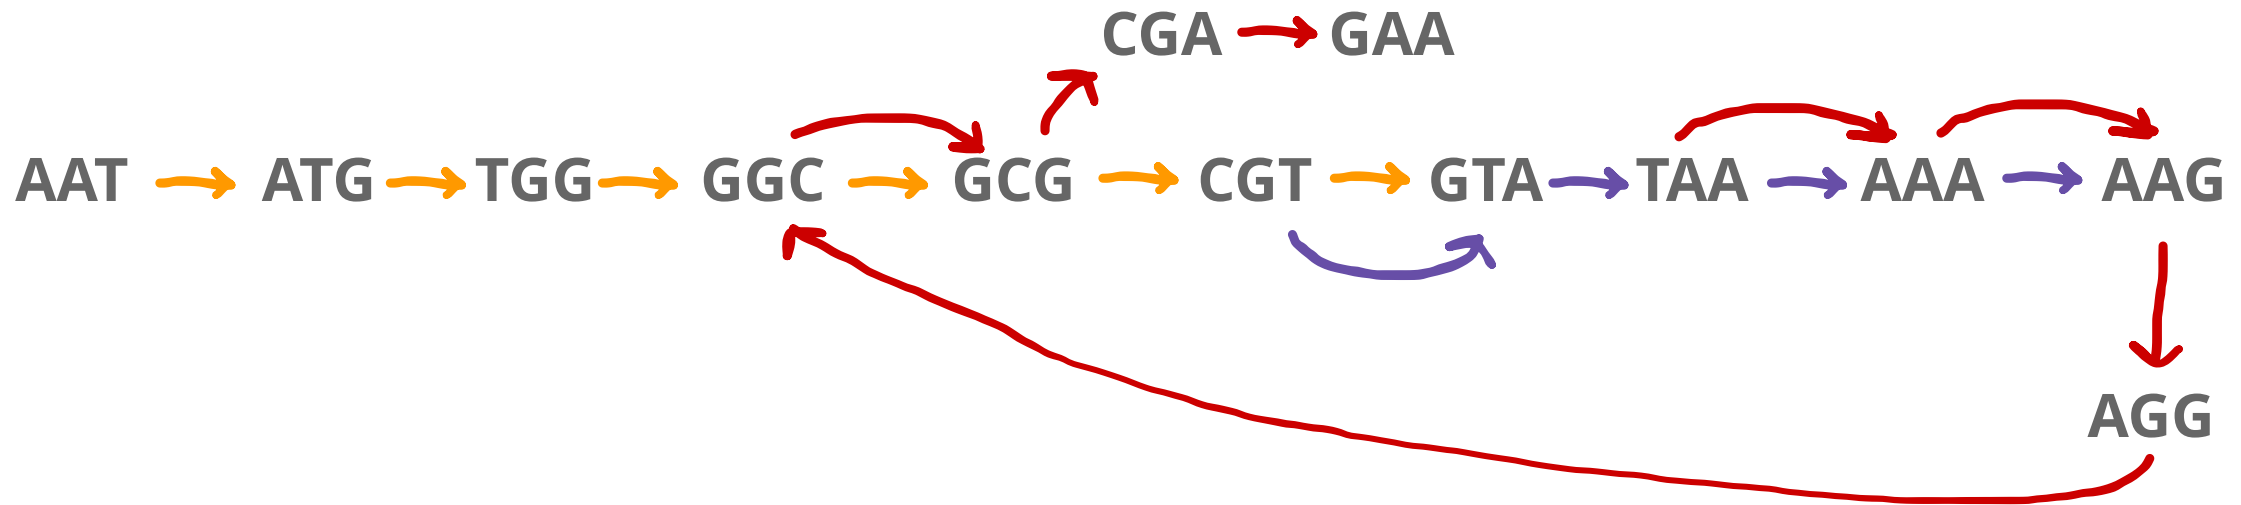 CGA GAA
AAT ATG TGG GGC GCG CGT GTA TAA AAA AAG
AGG